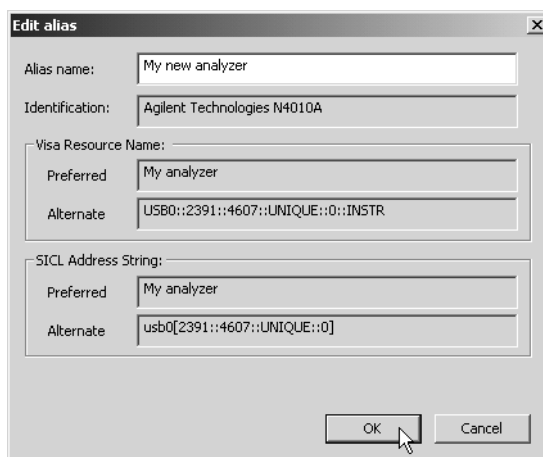 Edit alias
Alias name: My new analyzer
Identification: Agilent Technologies N4010A
Visa Resource Name:
Preferred My analyzer
Alternate USB0::2391::4607::UNIQUE::0::INSTR
SICL Address String:
Preferred My analyzer
Alternate usb0[2391::4607::UNIQUE::0]
OK Cancel